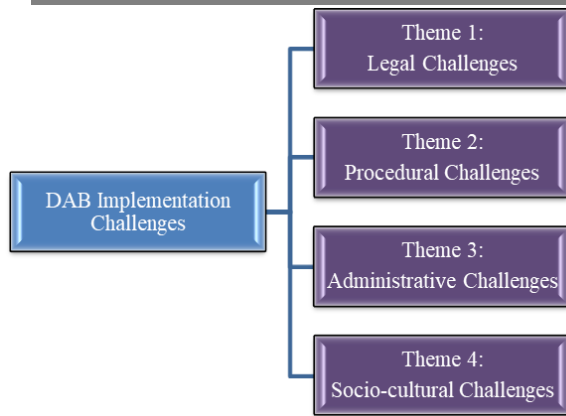 DAB Implementation
Challenges
Theme 1:
Legal Challenges
Theme 2:
Procedural Challenges
Theme 3:
Administrative Challenges
Theme 4:
Socio-cultural Challenges